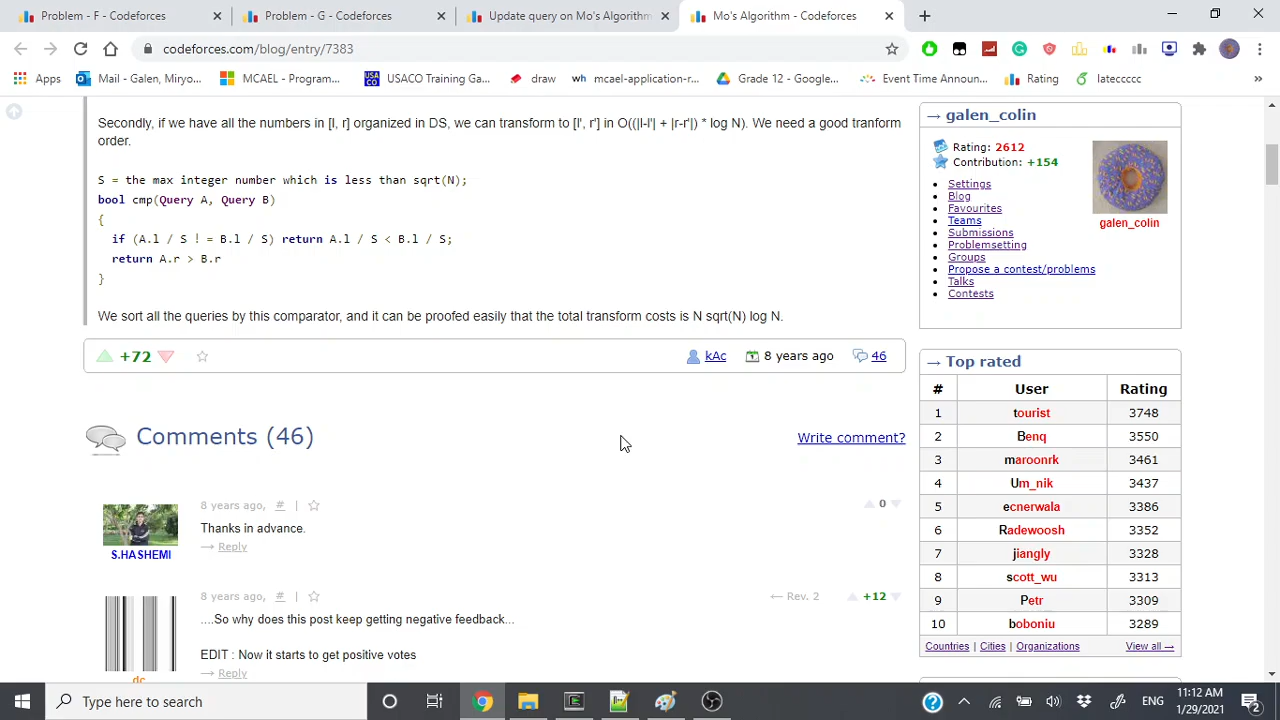 Problem - F - Codeforces
Problem - G - Codeforces
Update query on Mo's Algorithm
Mo's Algorithm - Codeforces
codeforces.com/blog/entry/7383
Apps
Mail - Galen, Miryo...
MCAEL - Program...
USACO Training Ga...
draw
wh mcael-application-r...
Grade 12 - Google...
Event Time Announ...
Rating
lateccccc
»
Secondly, if we have all the numbers in [l, r] organized in DS, we can transform to [l', r'] in O((|l-l'| + |r-r'|) * log N). We need a good tranform
order.
S = the max integer number which is less than sqrt(N);
bool cmp(Query A, Query B)
{
if (A.l / S ! = B.l / S) return A.l / S < B.l / S;
return A.r > B.r
}
We sort all the queries by this comparator, and it can be proofed easily that the total transform costs is N sqrt(N) log N.
+72
kAc
8 years ago
46
Comments (46)
Write comment?
8 years ago, # |
0
Thanks in advance.
→ Reply
S.HASHEMI
8 years ago, # |
← Rev. 2
+12
....So why does this post keep getting negative feedback...
EDIT : Now it starts to get positive votes
→ Reply
dc
→ galen_colin
Rating: 2612
Contribution: +154
Settings
Blog
Favourites
Teams
Submissions
Problemsetting
Groups
Propose a contest/problems
Talks
Contests
galen_colin
→ Top rated
# User Rating
1 tourist 3748
2 Benq 3550
3 maroonrk 3461
4 Um_nik 3437
5 ecnerwala 3386
6 Radewoosh 3352
7 jiangly 3328
8 scott_wu 3313
9 Petr 3309
10 boboniu 3289
Countries | Cities | Organizations View all →
Type here to search
ENG
11:12 AM
1/29/2021
2